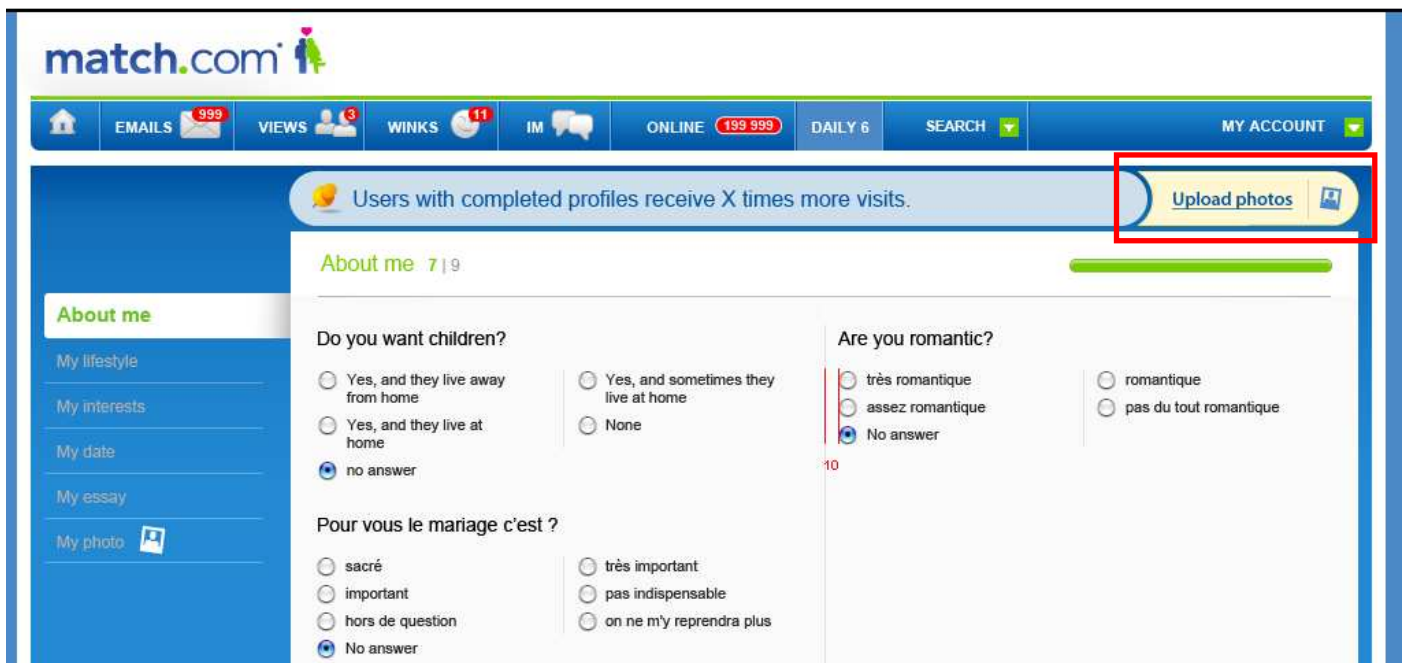 match.com
EMAILS 999 VIEWS 3 WINKS 11 IM ONLINE 199 999 DAILY 6 SEARCH MY ACCOUNT
Users with completed profiles receive X times more visits. Upload photos
About me 7 | 9
About me
My lifestyle
My interests
My date
My essay
My photo
Do you want children?
Yes, and they live away
from home
Yes, and sometimes they
live at home
Yes, and they live at
home
None
no answer
Are you romantic?
très romantique romantique
assez romantique pas du tout romantique
No answer
10
Pour vous le mariage c'est ?
sacré très important
important pas indispensable
hors de question on ne m'y reprendra plus
No answer